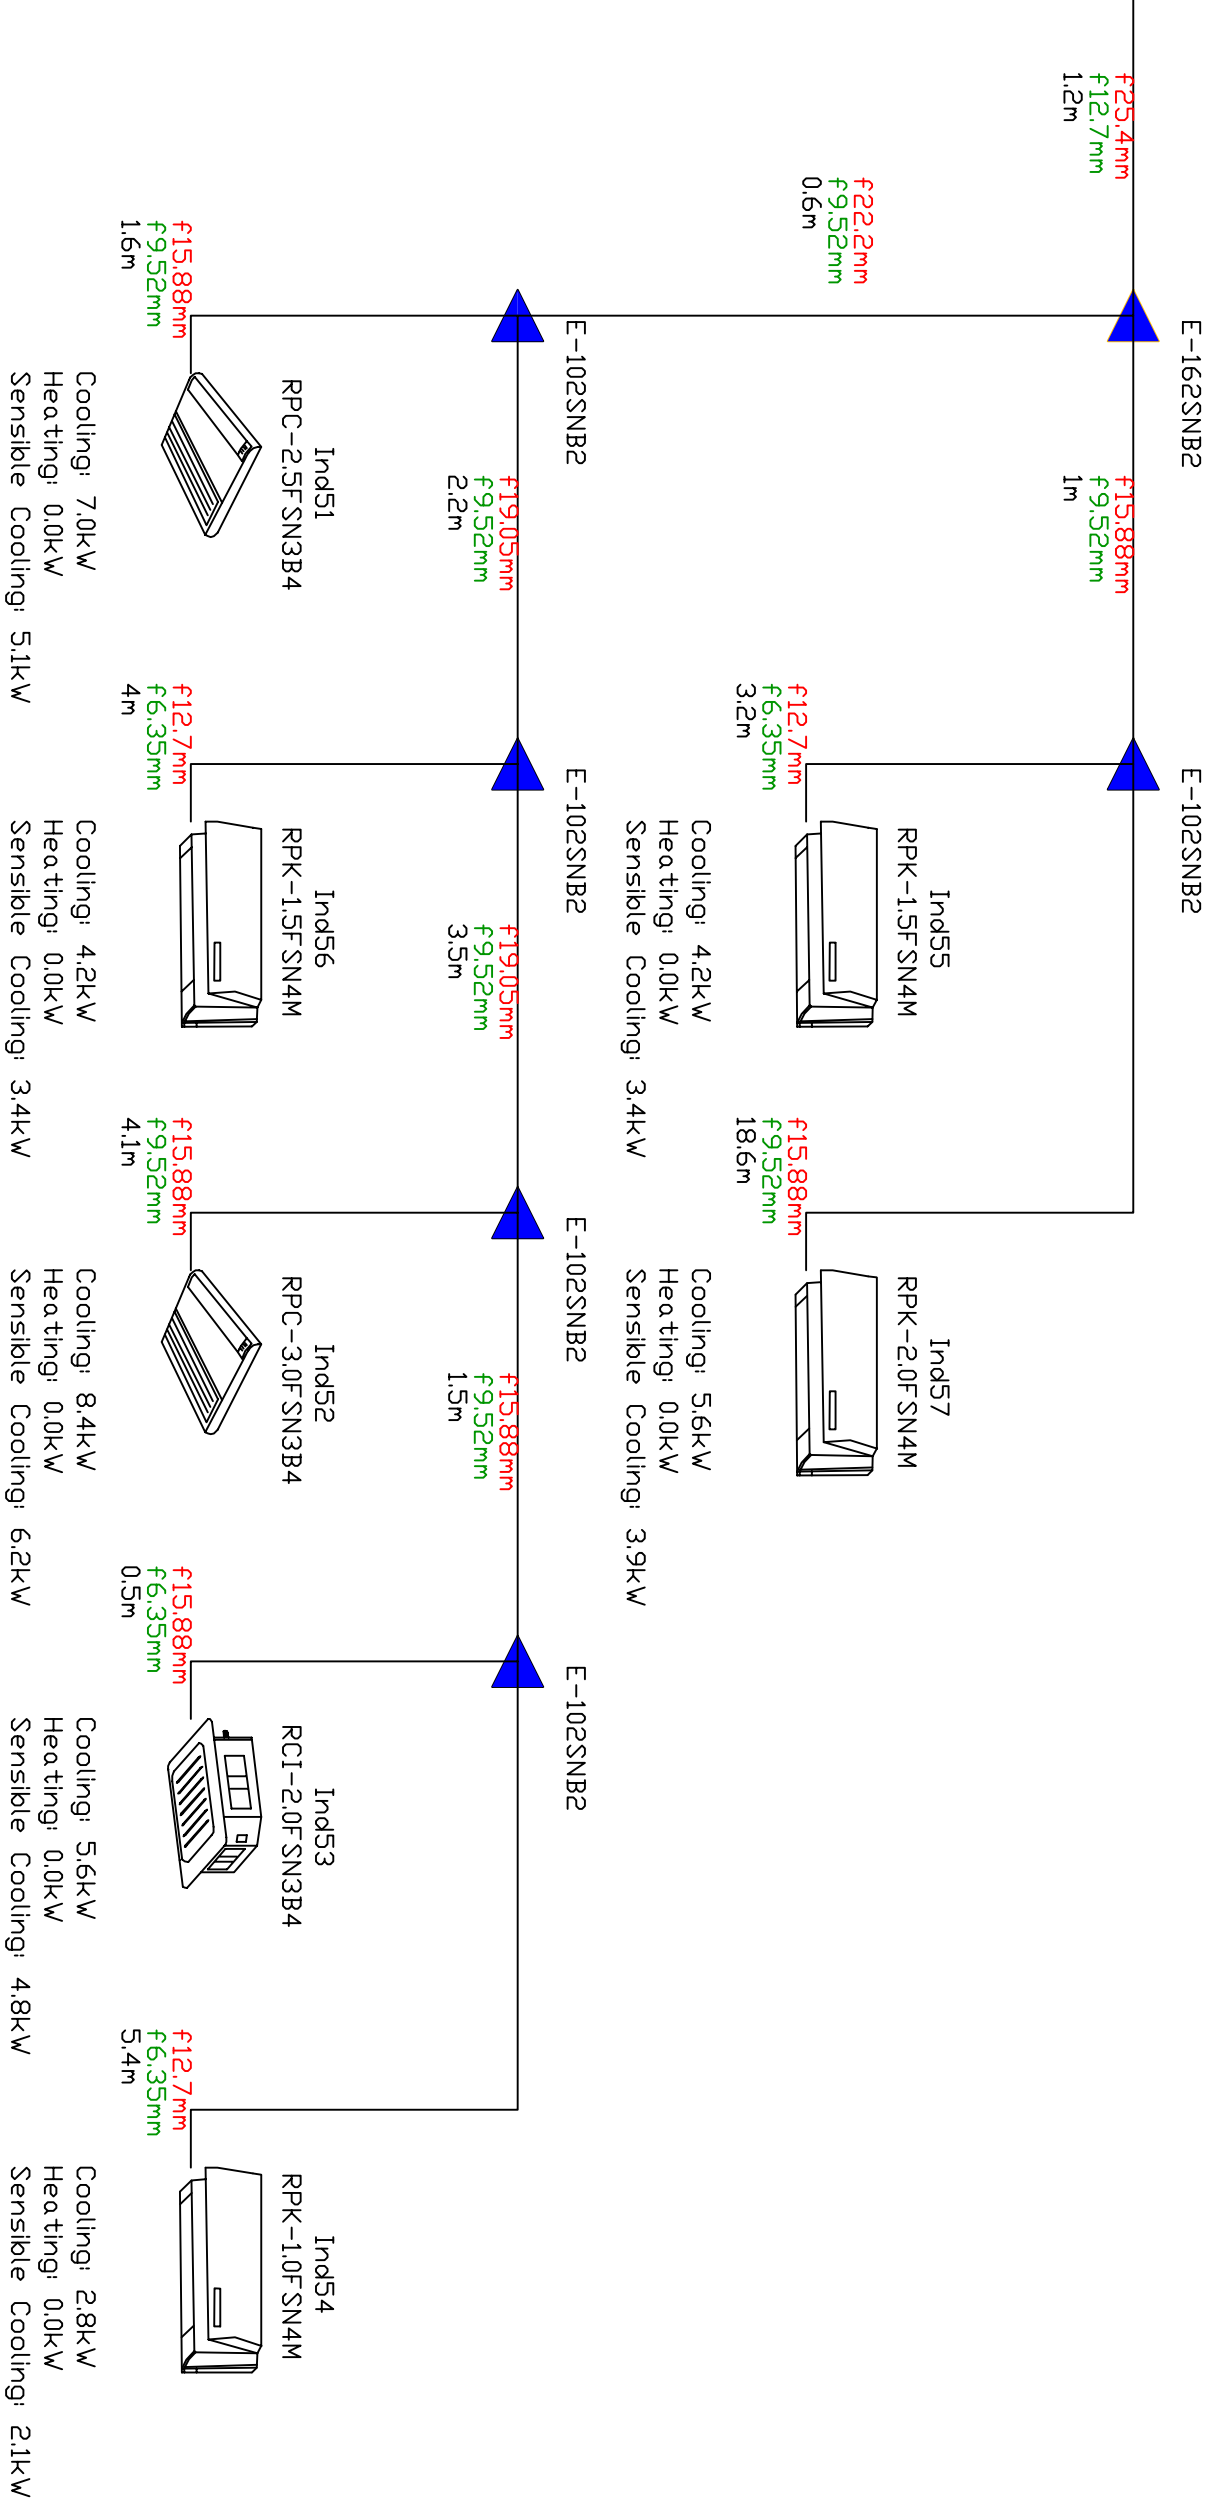 f25.4mm
f12.7mm
1.2m
E-162SNB2
f15.88mm
f9.52mm
1m
E-102SNB2
f22.2mm
f9.52mm
0.6m
f12.7mm
f6.35mm
3.2m
Ind55
RPK-1.5FSN4M
Cooling: 4.2kW
Heating: 0.0kW
Sensible Cooling: 3.4kW
f15.88mm
f9.52mm
18.6m
Ind57
RPK-2.0FSN4M
Cooling: 5.6kW
Heating: 0.0kW
Sensible Cooling: 3.9kW
E-102SNB2
f19.05mm
f9.52mm
2.2m
E-102SNB2
f19.05mm
f9.52mm
3.5m
E-102SNB2
f15.88mm
f9.52mm
1.5m
E-102SNB2
f15.88mm
f9.52mm
1.6m
Ind51
RPC-2.5FSN3B4
Cooling: 7.0kW
Heating: 0.0kW
Sensible Cooling: 5.1kW
f12.7mm
f6.35mm
4m
Ind56
RPK-1.5FSN4M
Cooling: 4.2kW
Heating: 0.0kW
Sensible Cooling: 3.4kW
f15.88mm
f9.52mm
4.1m
Ind52
RPC-3.0FSN3B4
Cooling: 8.4kW
Heating: 0.0kW
Sensible Cooling: 6.2kW
f15.88mm
f6.35mm
0.5m
Ind53
RCI-2.0FSN3B4
Cooling: 5.6kW
Heating: 0.0kW
Sensible Cooling: 4.8kW
f12.7mm
f6.35mm
5.4m
Ind54
RPK-1.0FSN4M
Cooling: 2.8kW
Heating: 0.0kW
Sensible Cooling: 2.1kW